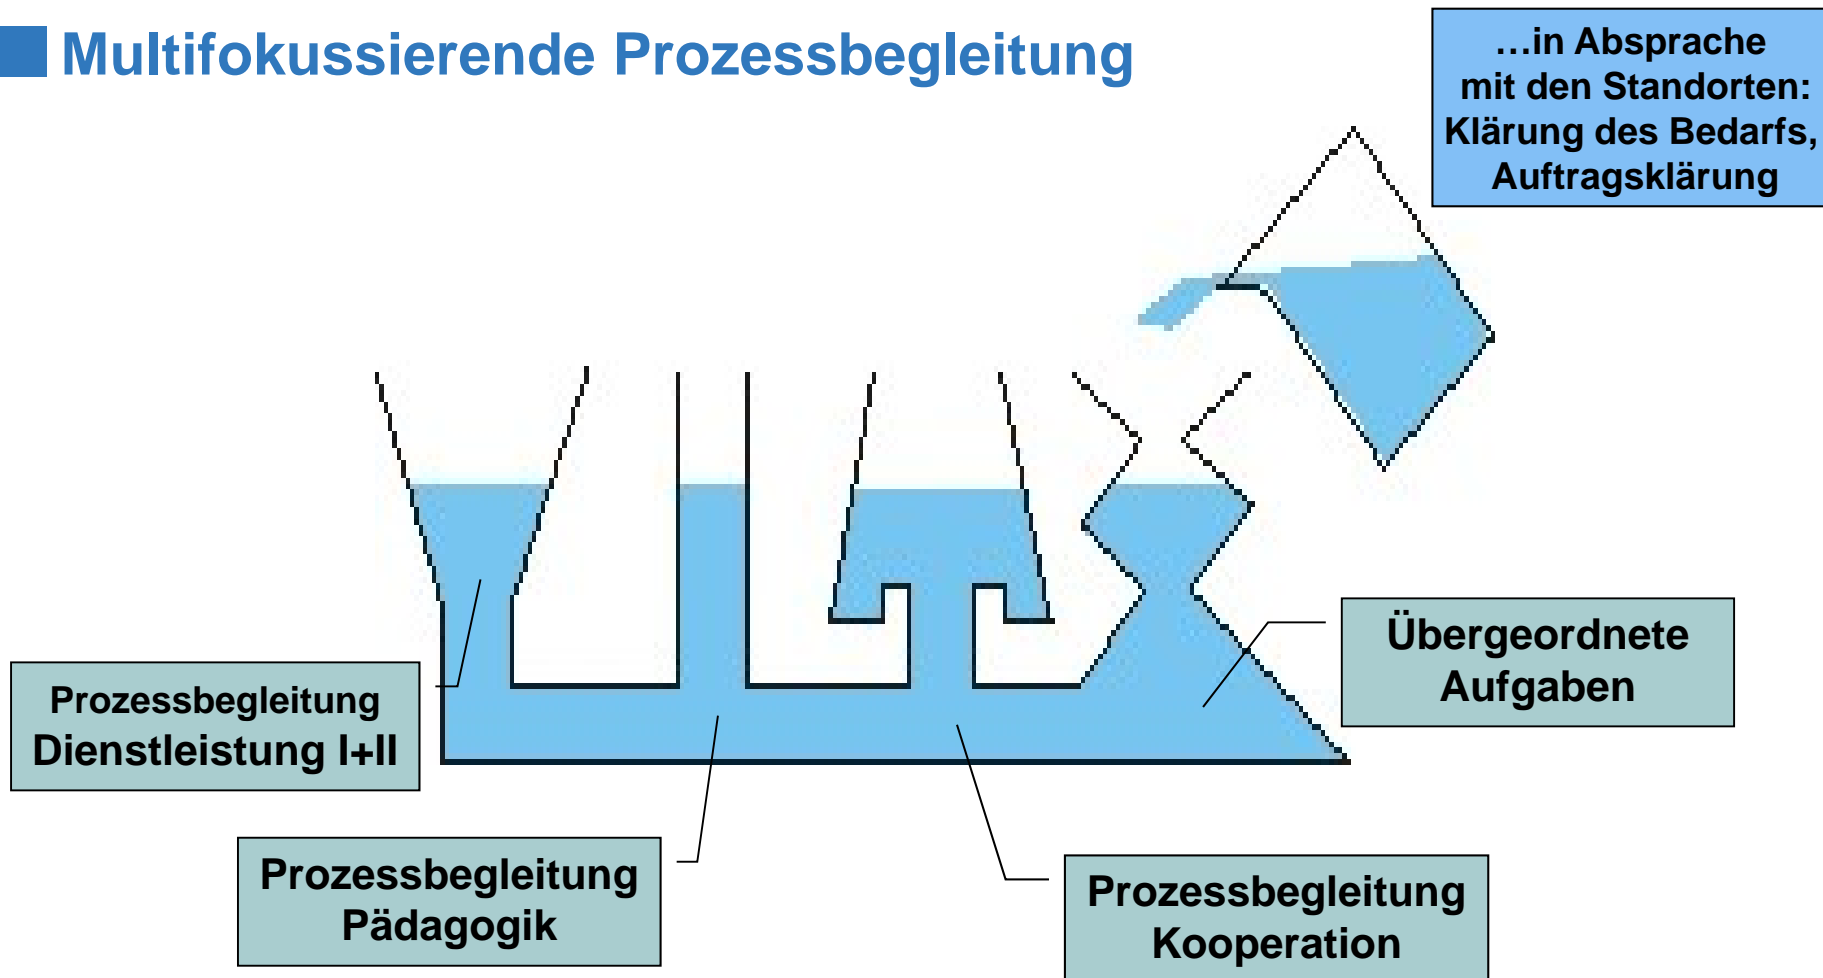 Multifokussierende Prozessbegleitung
…in Absprache
mit den Standorten:
Klärung des Bedarfs,
Auftragsklärung
Übergeordnete
Aufgaben
Prozessbegleitung
Dienstleistung I+II
Prozessbegleitung
Pädagogik
Prozessbegleitung
Kooperation